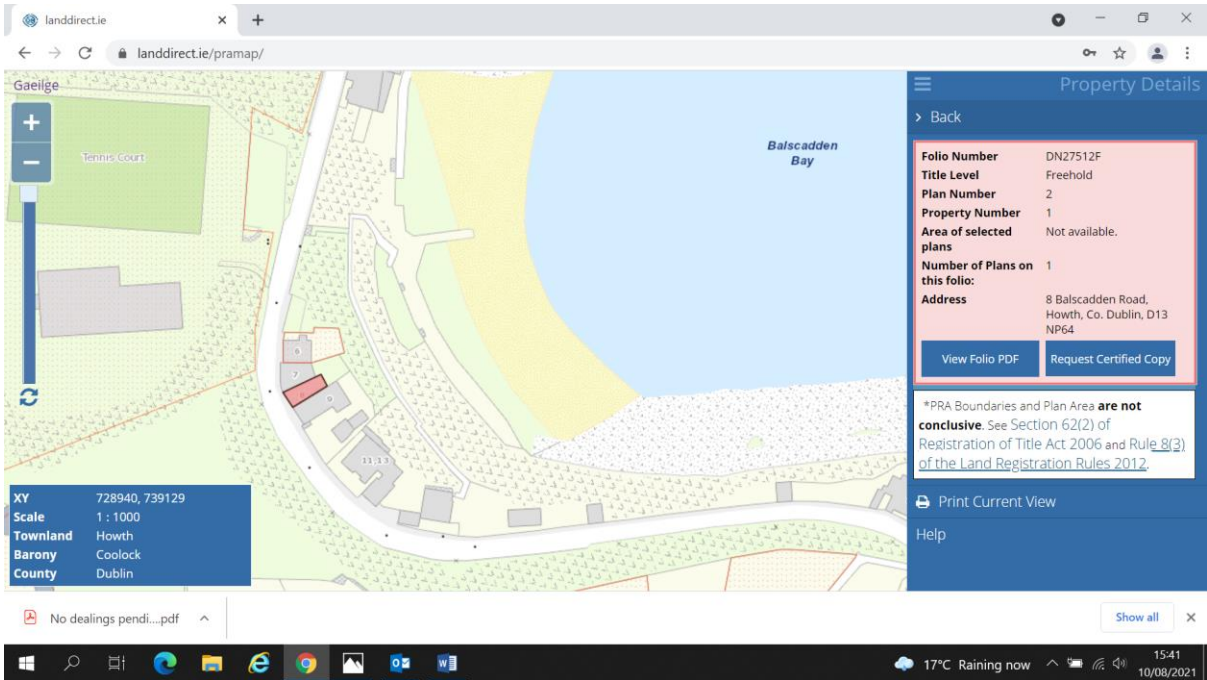 landdirect.ie
landdirect.ie/pramap/
Gaeilge
Tennis Court
Balscadden
Bay
6
7
8
9
11,13
XY 728940, 739129
Scale 1 : 1000
Townland Howth
Barony Coolock
County Dublin
Property Details
Back
Folio Number DN27512F
Title Level Freehold
Plan Number 2
Property Number 1
Area of selected Not available.
plans
Number of Plans on 1
this folio:
Address 8 Balscadden Road,
Howth, Co. Dublin, D13
NP64
View Folio PDF Request Certified Copy
*PRA Boundaries and Plan Area are not
conclusive. See Section 62(2) of
Registration of Title Act 2006 and Rule 8(3)
of the Land Registration Rules 2012.
Print Current View
Help
No dealings pendi....pdf
Show all
17°C Raining now
15:41
10/08/2021